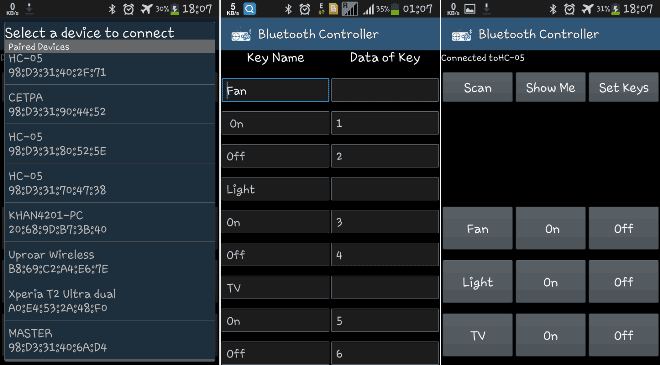 0
KB/s
30%
18:07
Select a device to connect
Paired Devices
HC-05
98:D3:31:40:2F:71
CETPA
98:D3:31:90:44:52
HC-05
98:D3:31:80:52:5E
HC-05
98:D3:31:70:47:38
KHAN4201-PC
20:68:9D:B7:3B:40
Uproar Wireless
B8:69:C2:A4:E6:7E
Xperia T2 Ultra dual
A0:E4:53:2A:48:F0
MASTER
98:D3:31:40:6A:D4
5
KB/s
35%
01:07
Bluetooth Controller
Key Name Data of Key
Fan
On 1
Off 2
Light
On 3
Off 4
TV
On 5
Off 6
0
KB/s
31%
18:07
Bluetooth Controller
Connected toHC-05
Scan Show Me Set Keys
Fan On Off
Light On Off
TV On Off